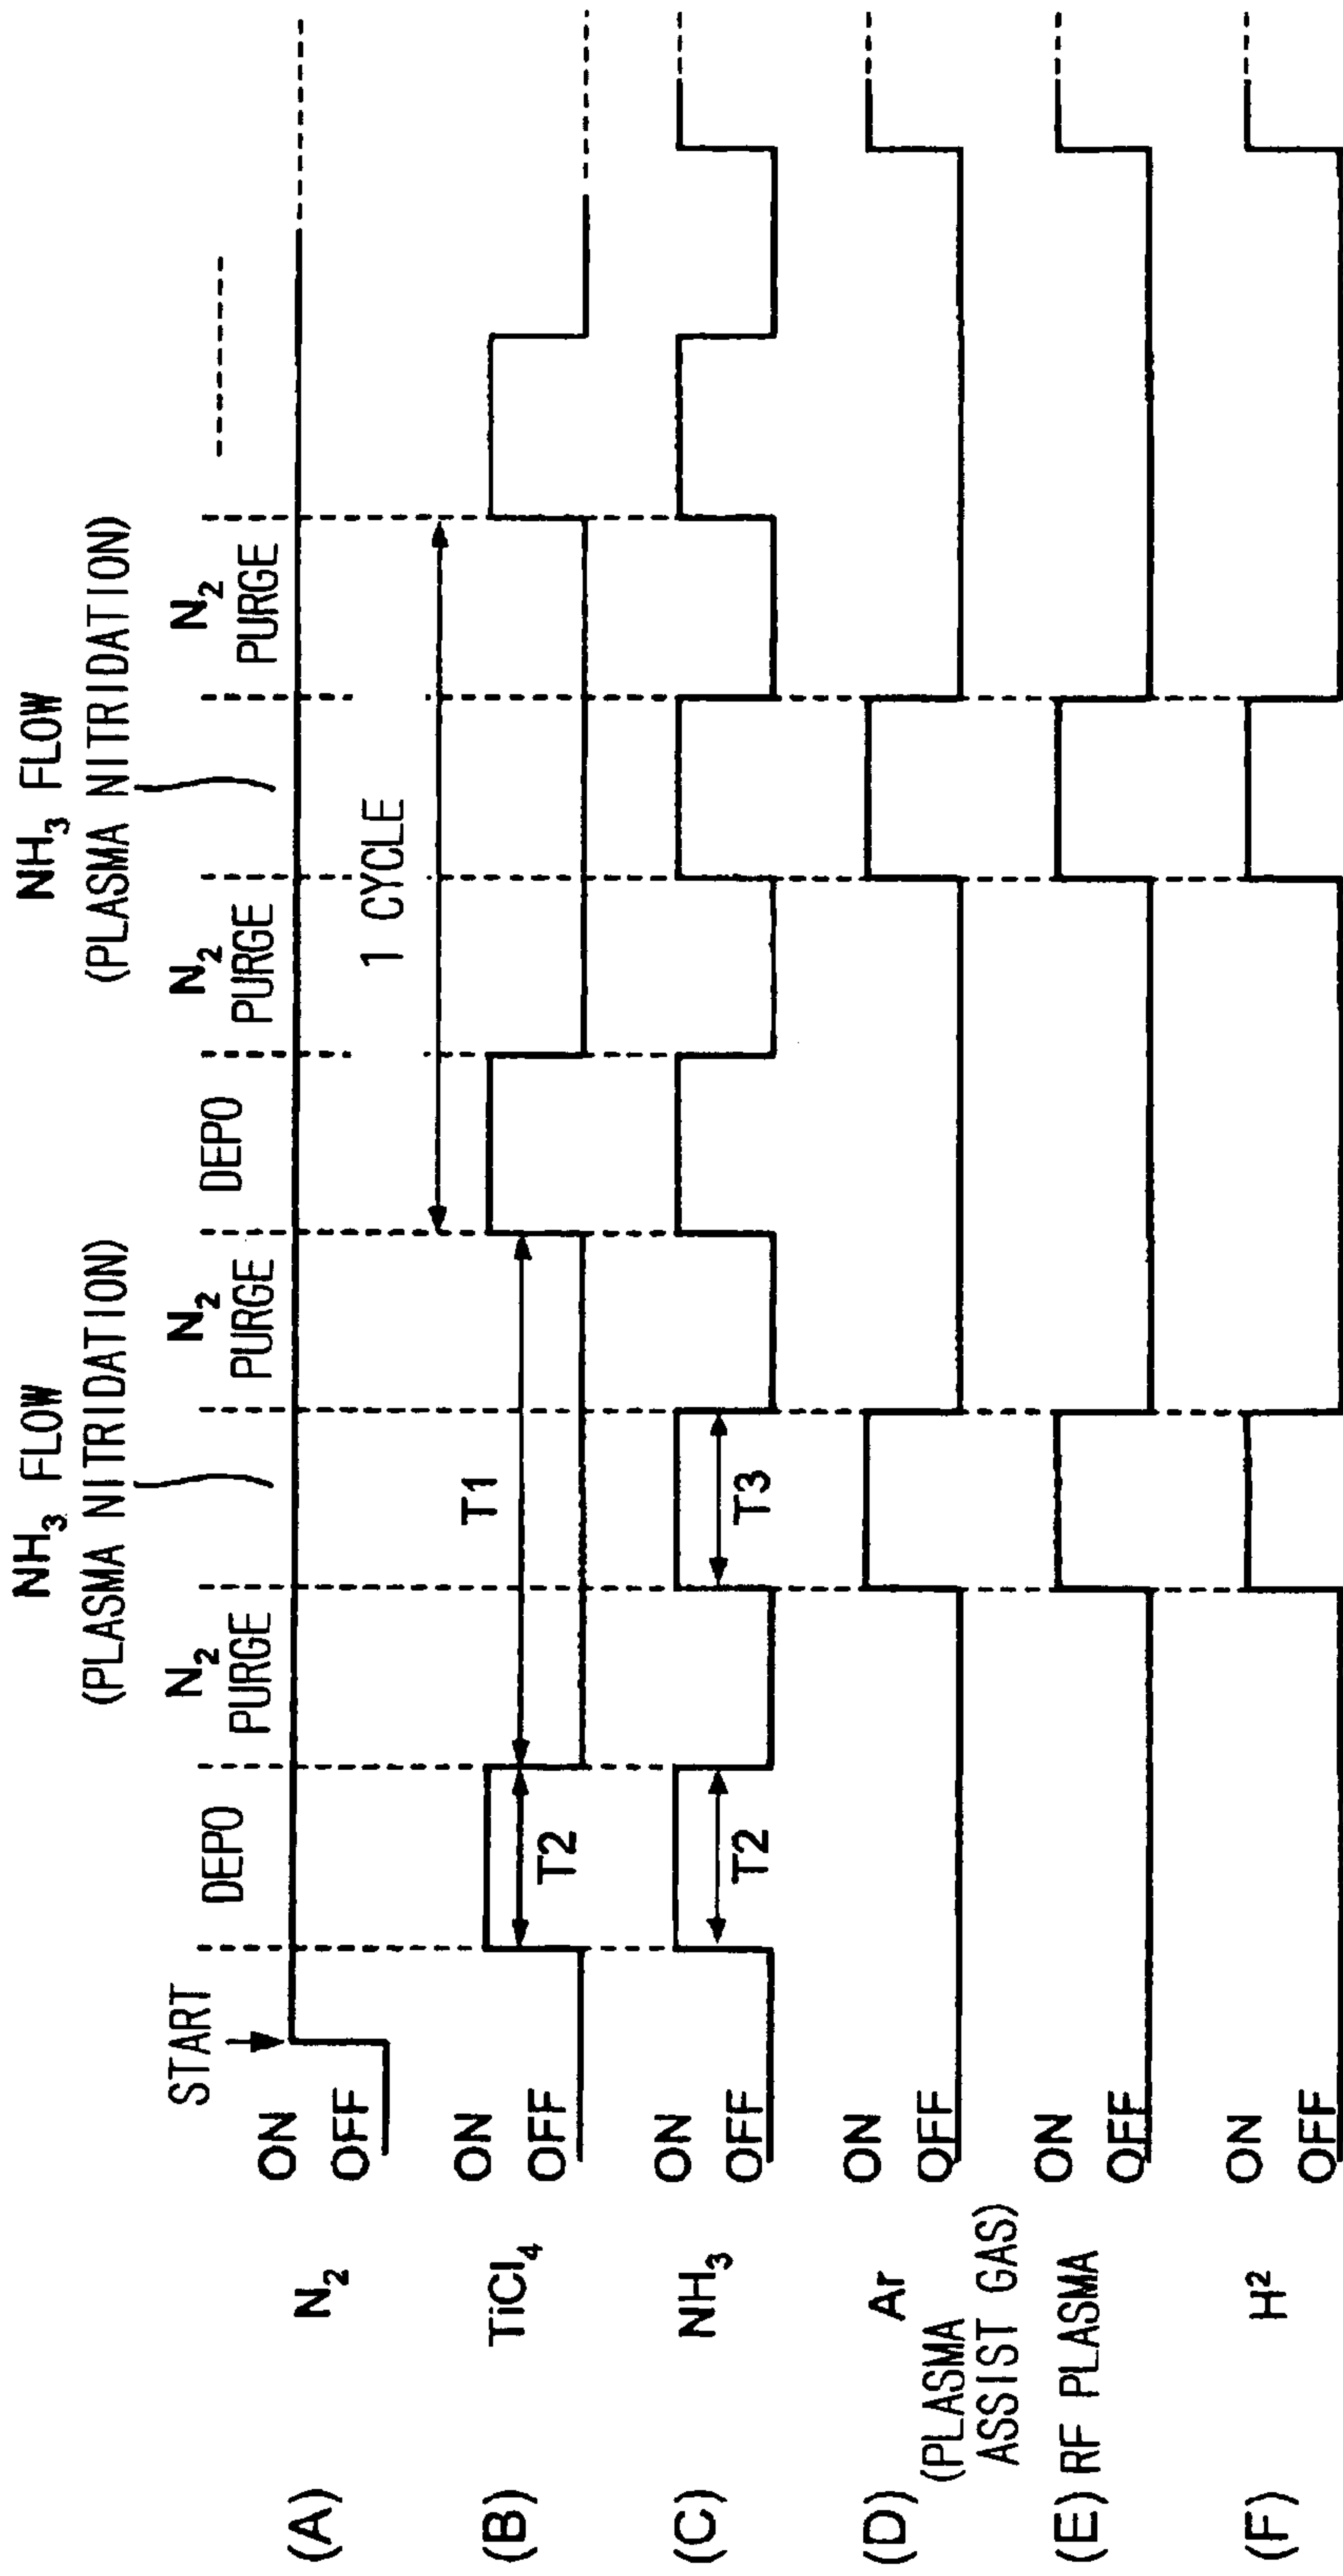 NH₃ FLOW
(PLASMA NITRIDATION)
NH₃ FLOW
(PLASMA NITRIDATION)
START
DEPO
N₂
PURGE
N₂
PURGE
DEPO
N₂
PURGE
N₂
PURGE
(A)
N₂
ON
OFF
1 CYCLE
(B)
TiCl₄
ON
OFF
T2
T1
(C)
NH₃
ON
OFF
T2
T3
(D)
Ar
(PLASMA
ASSIST GAS)
ON
OFF
(E) RF PLASMA
ON
OFF
(F)
H²
ON
OFF